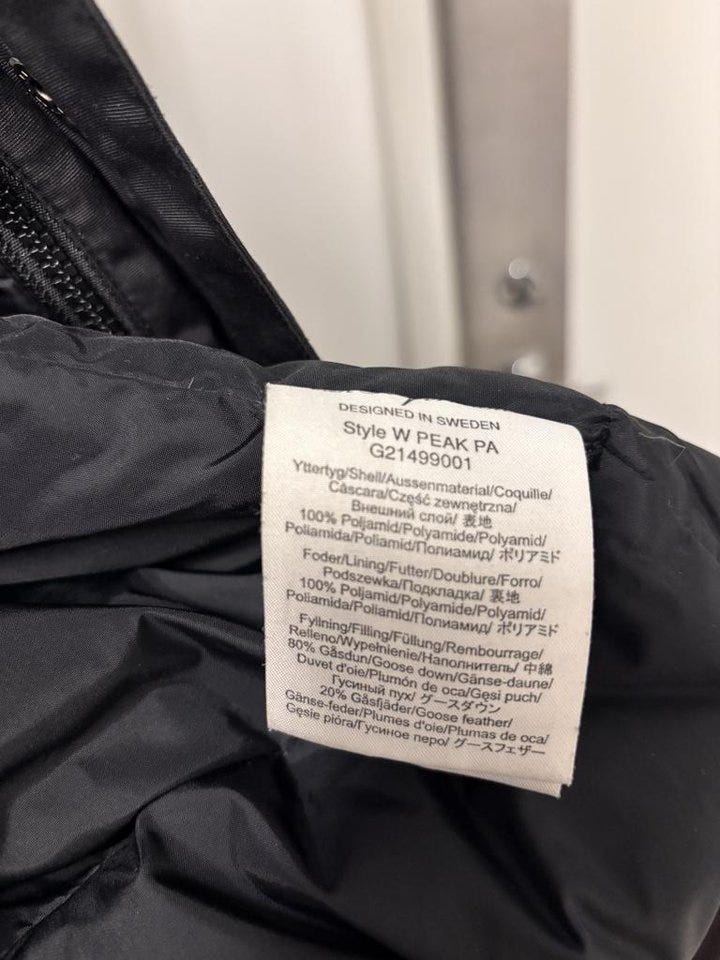 DESIGNED IN SWEDEN
Style W PEAK PA
G21499001
Yttertyg/Shell/Aussenmaterial/Coquille/
Cáscara/Część zewnętrzna/
Внешний слой/ 表地
100% Poljamid/Polyamide/Polyamid/
Poliamida/Poliamid/Полиамид/ ポリアミド
Foder/Lining/Futter/Doublure/Forro/
Podszewka/Подкладка/ 裏地
100% Poljamid/Polyamide/Polyamid/
Poliamida/Poliamid/Полиамид/ ポリアミド
Fyllning/Filling/Füllung/Rembourrage/
Relleno/Wypełnienie/Наполнитель/ 中綿
80% Gåsdun/Goose down/Gänse-daune/
Duvet d'oie/Plumón de oca/Gęsi puch/
Гусиный пух/ グースダウン
20% Gåsfjäder/Goose feather/
Gänse-feder/Plumes d'oie/Plumas de oca/
Gęsie pióra/Гусиное перо/ グースフェザー